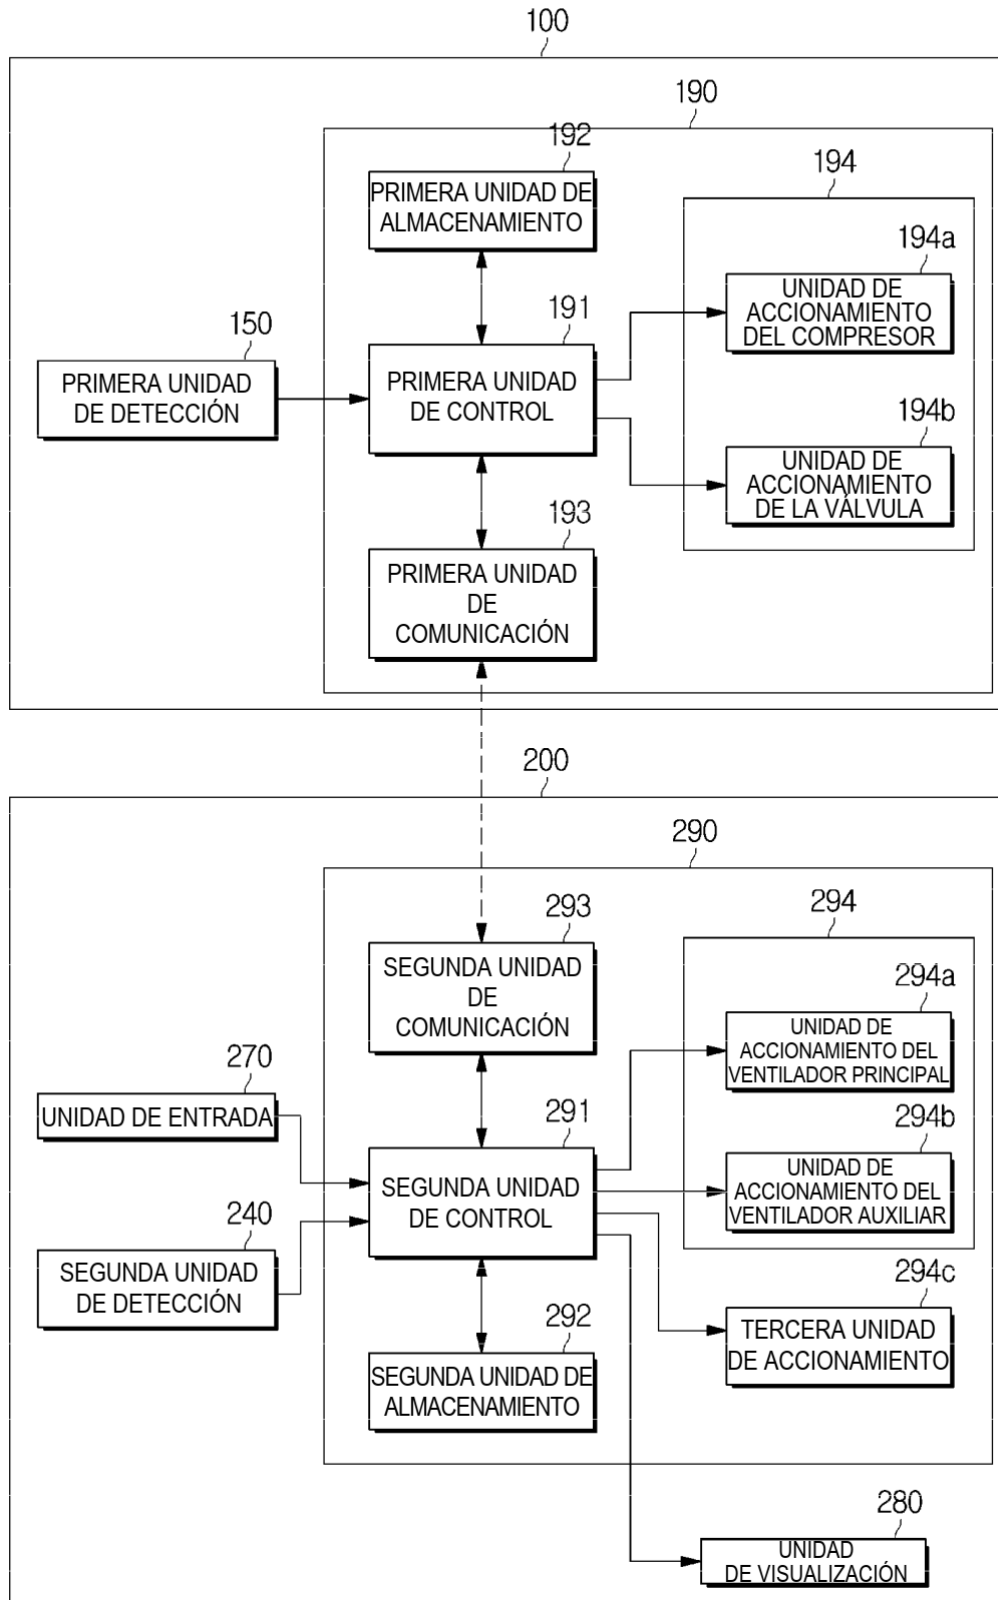 100
190
192
PRIMERA UNIDAD DE
ALMACENAMIENTO
194
194a
UNIDAD DE
ACCIONAMIENTO
DEL COMPRESOR
150
PRIMERA UNIDAD
DE DETECCIÓN
191
PRIMERA UNIDAD
DE CONTROL
194b
UNIDAD DE
ACCIONAMIENTO
DE LA VÁLVULA
193
PRIMERA UNIDAD
DE
COMUNICACIÓN
200
290
293
SEGUNDA UNIDAD
DE
COMUNICACIÓN
294
294a
UNIDAD DE
ACCIONAMIENTO DEL
VENTILADOR PRINCIPAL
270
UNIDAD DE ENTRADA
291
SEGUNDA UNIDAD
DE CONTROL
294b
UNIDAD DE
ACCIONAMIENTO DEL
VENTILADOR AUXILIAR
240
SEGUNDA UNIDAD
DE DETECCIÓN
294c
TERCERA UNIDAD
DE ACCIONAMIENTO
292
SEGUNDA UNIDAD DE
ALMACENAMIENTO
280
UNIDAD
DE VISUALIZACIÓN